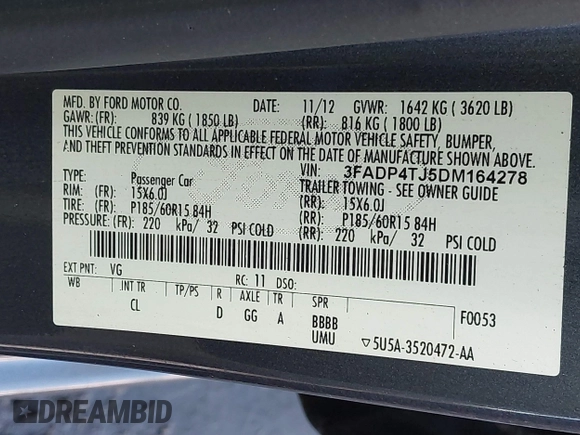 MFD. BY FORD MOTOR CO. DATE: 11/12 GVWR: 1642 KG ( 3620 LB)
GAWR: (FR): 839 KG ( 1850 LB) (RR): 816 KG ( 1800 LB)
THIS VEHICLE CONFORMS TO ALL APPLICABLE FEDERAL MOTOR VEHICLE SAFETY, BUMPER,
AND THEFT PREVENTION STANDARDS IN EFFECT ON THE DATE OF MANUFACTURE SHOWN ABOVE.
VIN: 3FADP4TJ5DM164278
TYPE: Passenger Car TRAILER TOWING - SEE OWNER GUIDE
RIM: (FR): 15X6.0J (RR): 15X6.0J
TIRE: (FR): P185/60R15 84H (RR): P185/60R15 84H
PRESSURE: (FR): 220 kPa/ 32 PSI COLD (RR): 220 kPa/ 32 PSI COLD
EXT PNT: VG RC: 11 DSO:
WB INT TR TP/PS R AXLE TR SPR F0053
CL D GG A BBBB
UMU ▽5U5A-3520472-AA
DREAMBID